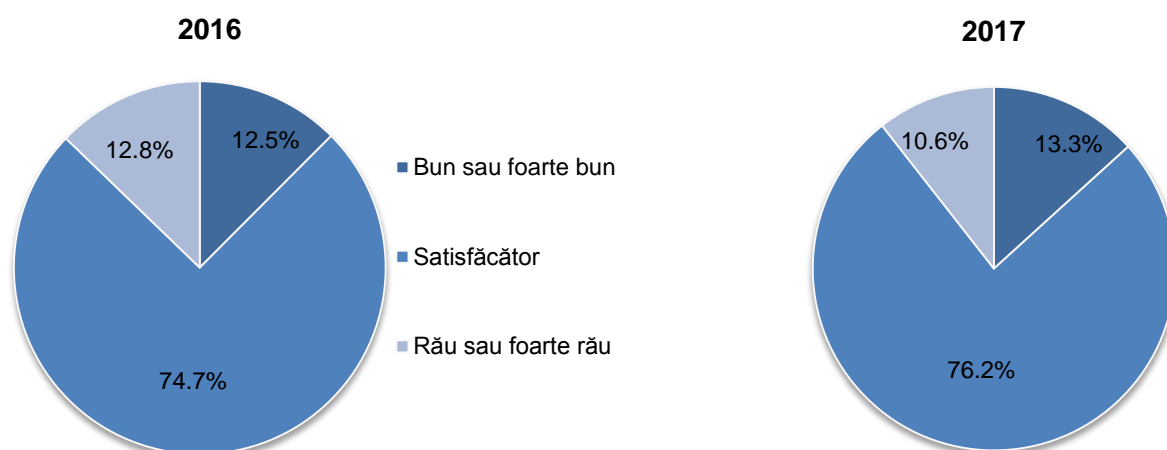 2016
12.8%
12.5%
74.7%
Bun sau foarte bun
Satisfăcător
Rău sau foarte rău
2017
10.6%
13.3%
76.2%